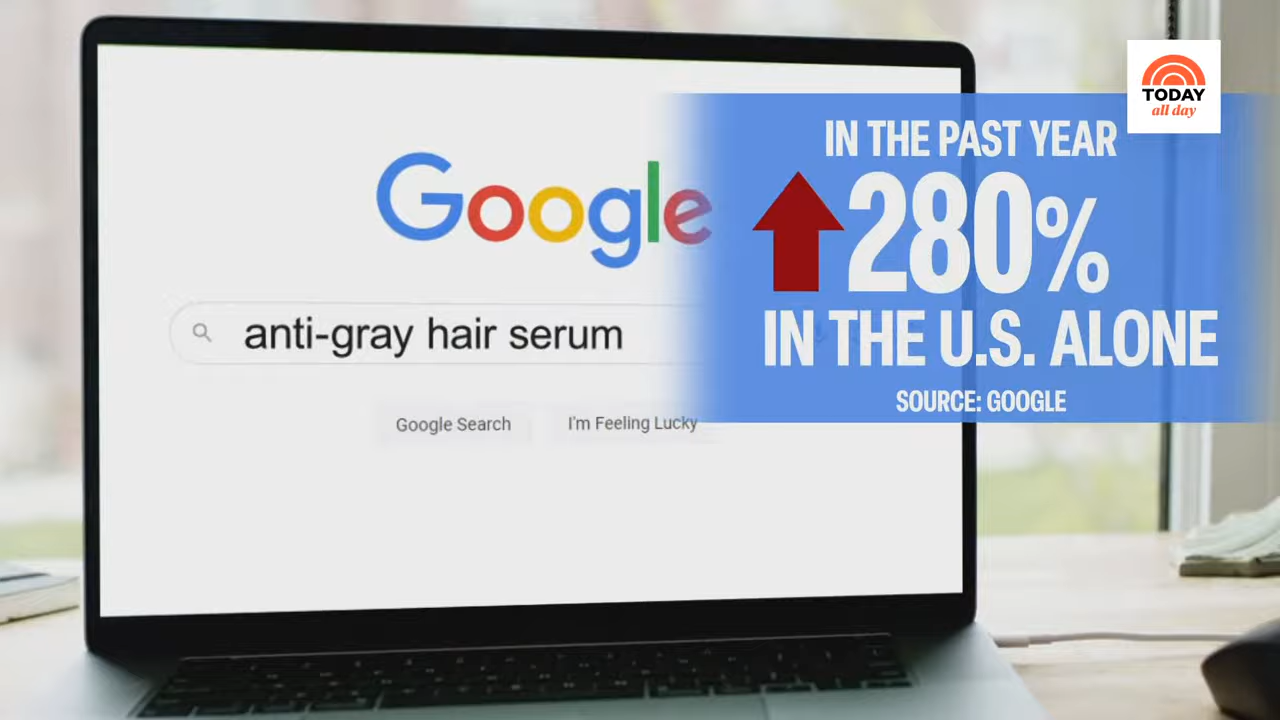 TODAY
all day
IN THE PAST YEAR
280%
IN THE U.S. ALONE
SOURCE: GOOGLE
Google
anti-gray hair serum
Google Search
I'm Feeling Lucky